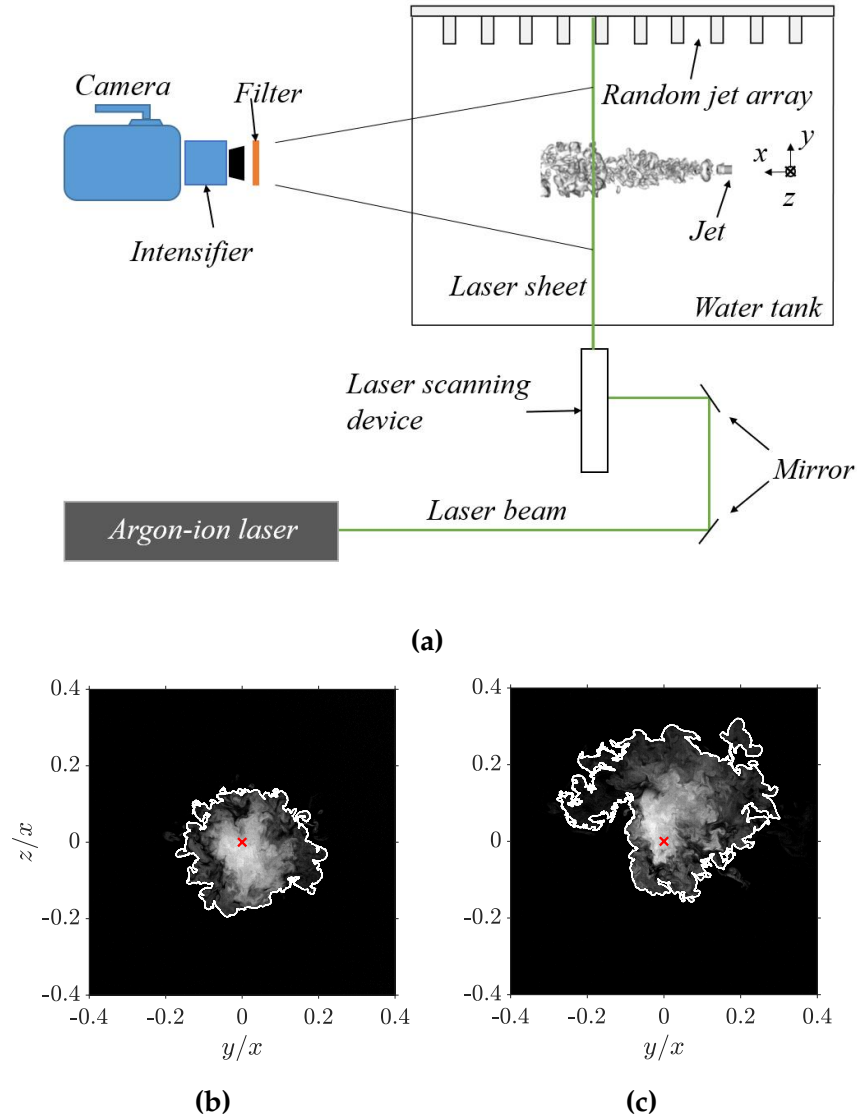 Camera
Filter
Intensifier
Random jet array
x
y
z
Jet
Laser sheet
Water tank
Laser scanning
device
Mirror
Laser beam
Argon-ion laser
(a)
0.4
0.2
0
-0.2
-0.4
z/x
-0.4 -0.2 0 0.2 0.4
y/x
(b)
0.4
0.2
0
-0.2
-0.4
-0.4 -0.2 0 0.2 0.4
y/x
(c)